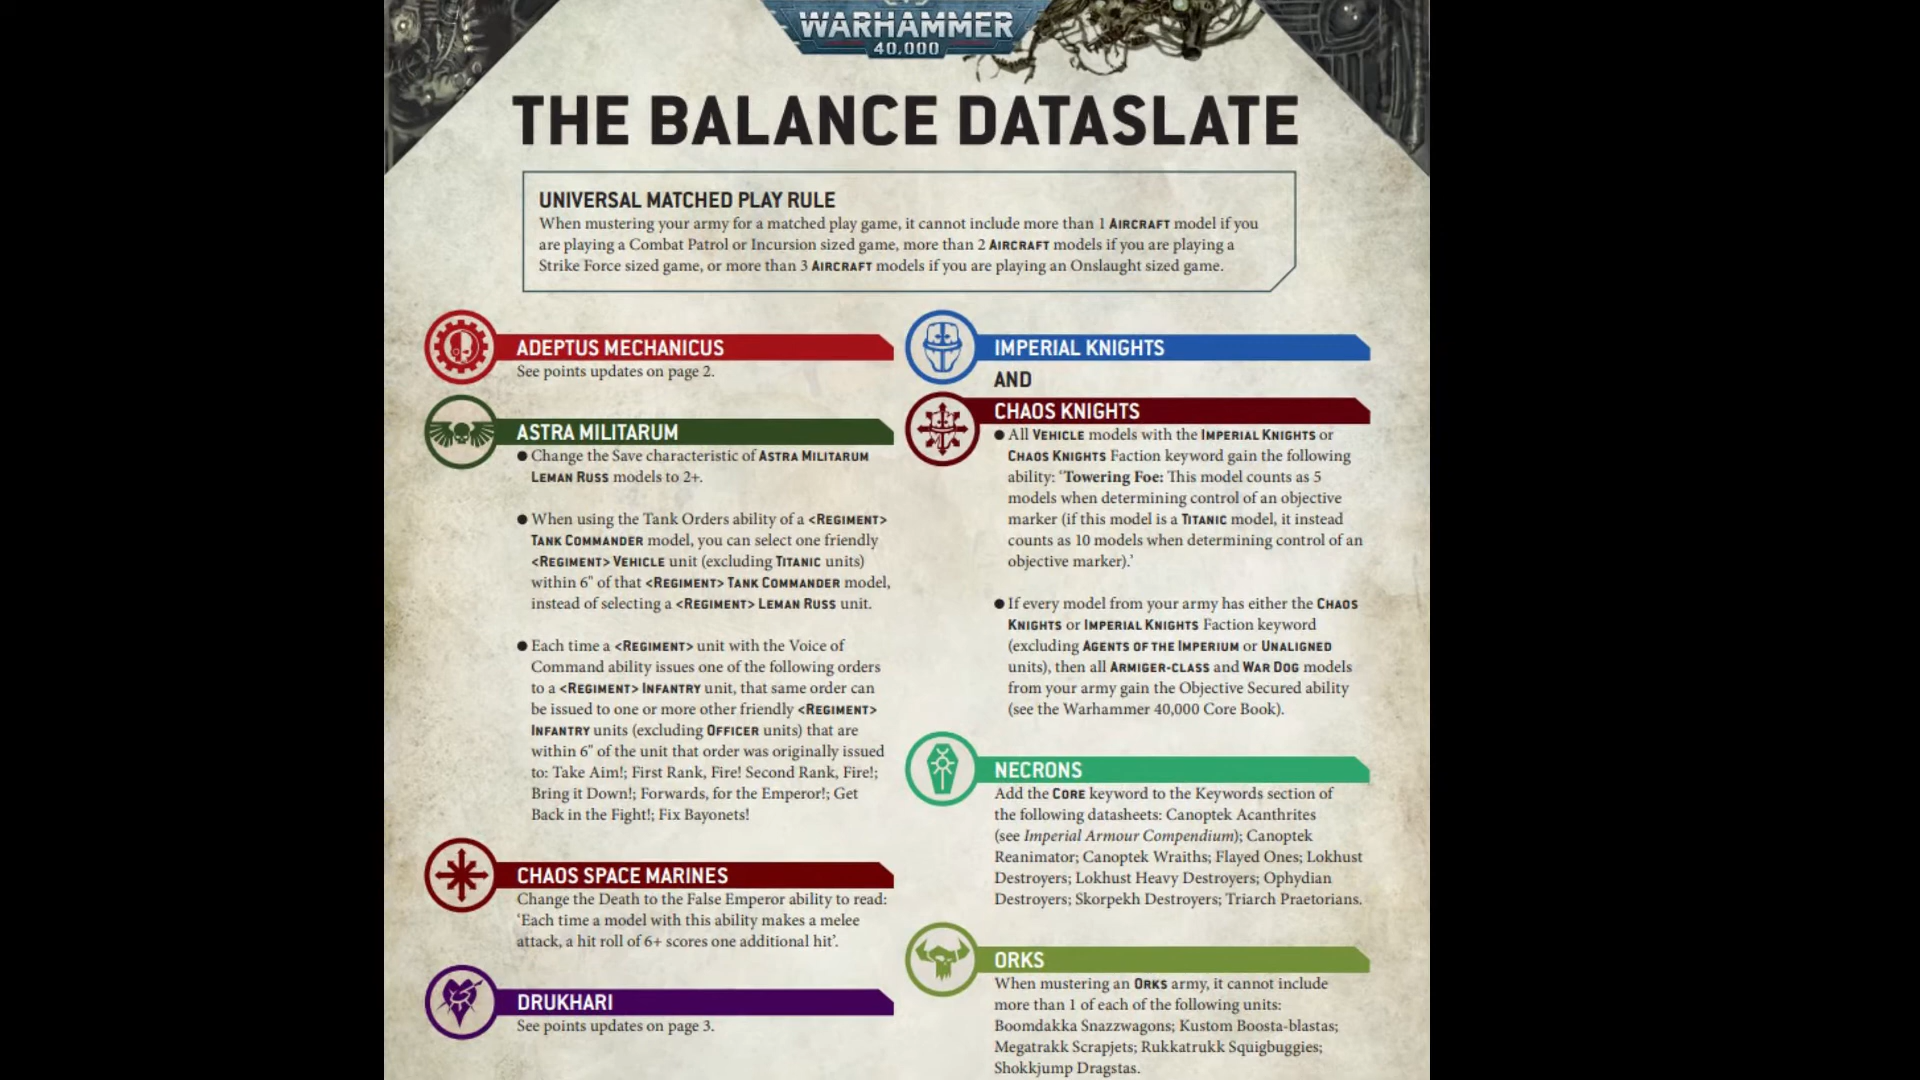 WARHAMMER
40,000
THE BALANCE DATASLATE
UNIVERSAL MATCHED PLAY RULE
When mustering your army for a matched play game, it cannot include more than 1 AIRCRAFT model if you
are playing a Combat Patrol or Incursion sized game, more than 2 AIRCRAFT models if you are playing a
Strike Force sized game, or more than 3 AIRCRAFT models if you are playing an Onslaught sized game.
ADEPTUS MECHANICUS
See points updates on page 2.
ASTRA MILITARUM
● Change the Save characteristic of ASTRA MILITARUM
LEMAN RUSS models to 2+.
● When using the Tank Orders ability of a <REGIMENT>
TANK COMMANDER model, you can select one friendly
<REGIMENT> VEHICLE unit (excluding TITANIC units)
within 6" of that <REGIMENT> TANK COMMANDER model,
instead of selecting a <REGIMENT> LEMAN RUSS unit.
● Each time a <REGIMENT> unit with the Voice of
Command ability issues one of the following orders
to a <REGIMENT> INFANTRY unit, that same order can
be issued to one or more other friendly <REGIMENT>
INFANTRY units (excluding OFFICER units) that are
within 6" of the unit that order was originally issued
to: Take Aim!; First Rank, Fire! Second Rank, Fire!;
Bring it Down!; Forwards, for the Emperor!; Get
Back in the Fight!; Fix Bayonets!
CHAOS SPACE MARINES
Change the Death to the False Emperor ability to read:
‘Each time a model with this ability makes a melee
attack, a hit roll of 6+ scores one additional hit’.
DRUKHARI
See points updates on page 3.
IMPERIAL KNIGHTS
AND
CHAOS KNIGHTS
● All VEHICLE models with the IMPERIAL KNIGHTS or
CHAOS KNIGHTS Faction keyword gain the following
ability: ‘Towering Foe: This model counts as 5
models when determining control of an objective
marker (if this model is a TITANIC model, it instead
counts as 10 models when determining control of an
objective marker).’
● If every model from your army has either the CHAOS
KNIGHTS or IMPERIAL KNIGHTS Faction keyword
(excluding AGENTS OF THE IMPERIUM or UNALIGNED
units), then all ARMIGER-CLASS and WAR DOG models
from your army gain the Objective Secured ability
(see the Warhammer 40,000 Core Book).
NECRONS
Add the CORE keyword to the Keywords section of
the following datasheets: Canoptek Acanthrites
(see Imperial Armour Compendium); Canoptek
Reanimator; Canoptek Wraiths; Flayed Ones; Lokhust
Destroyers; Lokhust Heavy Destroyers; Ophydian
Destroyers; Skorpekh Destroyers; Triarch Praetorians.
ORKS
When mustering an ORKS army, it cannot include
more than 1 of each of the following units:
Boomdakka Snazzwagons; Kustom Boosta-blastas;
Megatrakk Scrapjets; Rukkatrukk Squigbuggies;
Shokkjump Dragstas.